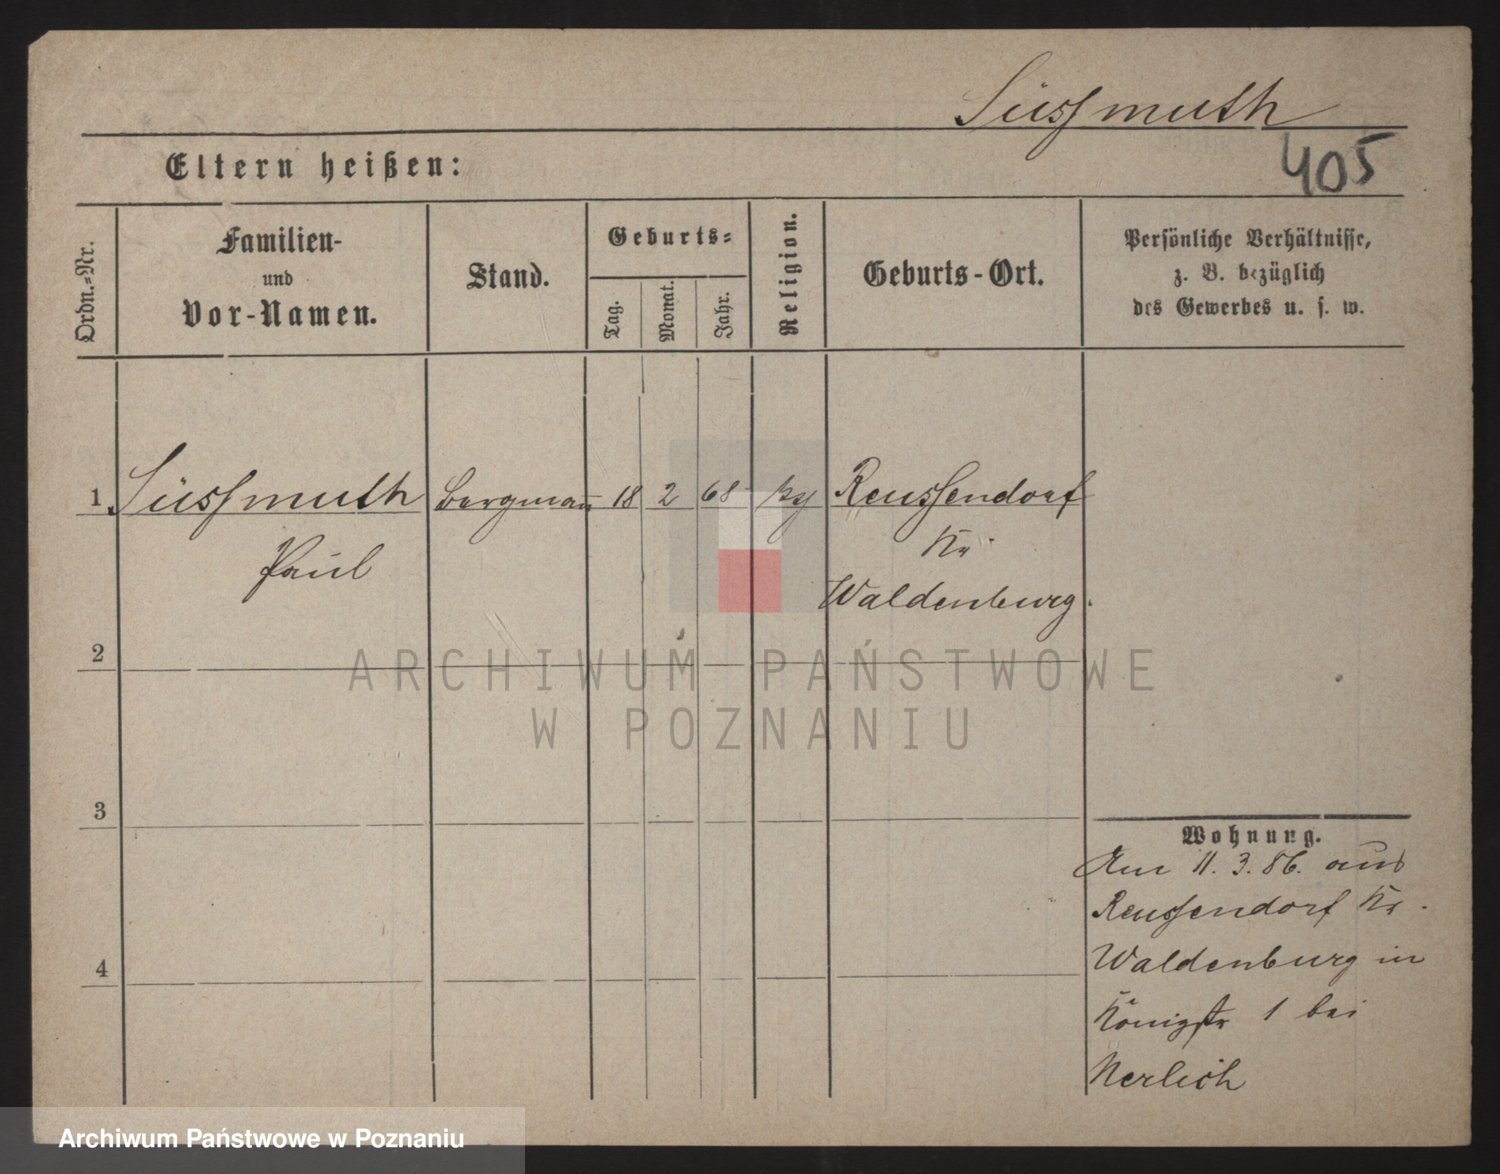 Süssmuth
405
Eltern heißen:
Ordn.-Nr.
Familien-
und
Vor-Namen.
Stand.
Geburts-
Tag.
Monat.
Jahr.
Religion.
Geburts-Ort.
Persönliche Verhältnisse,
z. B. bezüglich
des Gewerbes u. s. w.
1 Süssmuth Bergmann 18 2 68 Reussendorf
Paul Kr
Waldenburg.
2
ARCHIWUM PAŃSTWOWE
W POZNANIU
3
Wohnung.
Am 11. 3. 86. aus
Reussendorf Kr.
4
Waldenburg in
Königstr 1 bei
Nerlich
Archiwum Państwowe w Poznaniu